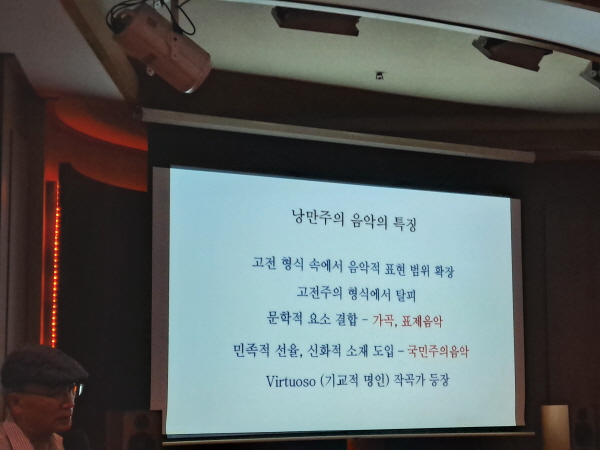 낭만주의 음악의 특징
고전 형식 속에서 음악적 표현 범위 확장
고전주의 형식에서 탈피
문학적 요소 결합 – 가곡, 표제음악
민족적 선율, 신화적 소재 도입 – 국민주의음악
Virtuoso (기교적 명인) 작곡가 등장